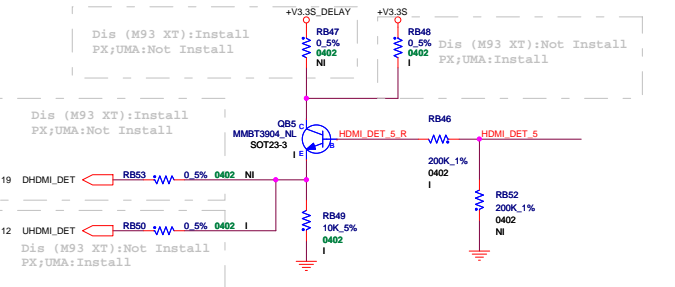 +V3.3S_DELAY
+V3.3S
Dis (M93 XT):Install
PX;UMA:Not Install
RB47
0_5%
0402
NI
RB48
0_5%
0402
I
Dis (M93 XT):Not Install
PX;UMA:Install
Dis (M93 XT):Install
PX;UMA:Not Install
QB5
MMBT3904_NL
SOT23-3
I
C
B
E
HDMI_DET_5_R
RB46
200K_1%
0402
I
HDMI_DET_5
19 DHDMI_DET
RB53 0_5% 0402 NI
RB52
200K_1%
0402
NI
RB49
10K_5%
0402
I
12 UHDMI_DET
RB50 0_5% 0402 I
Dis (M93 XT):Not Install
PX;UMA:Install